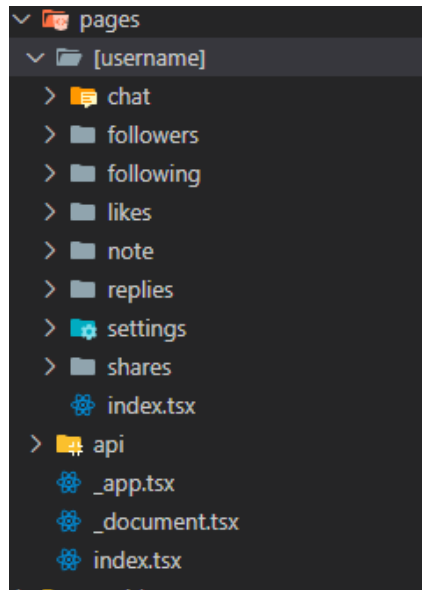 pages
[username]
chat
followers
following
likes
note
replies
settings
shares
index.tsx
api
_app.tsx
_document.tsx
index.tsx